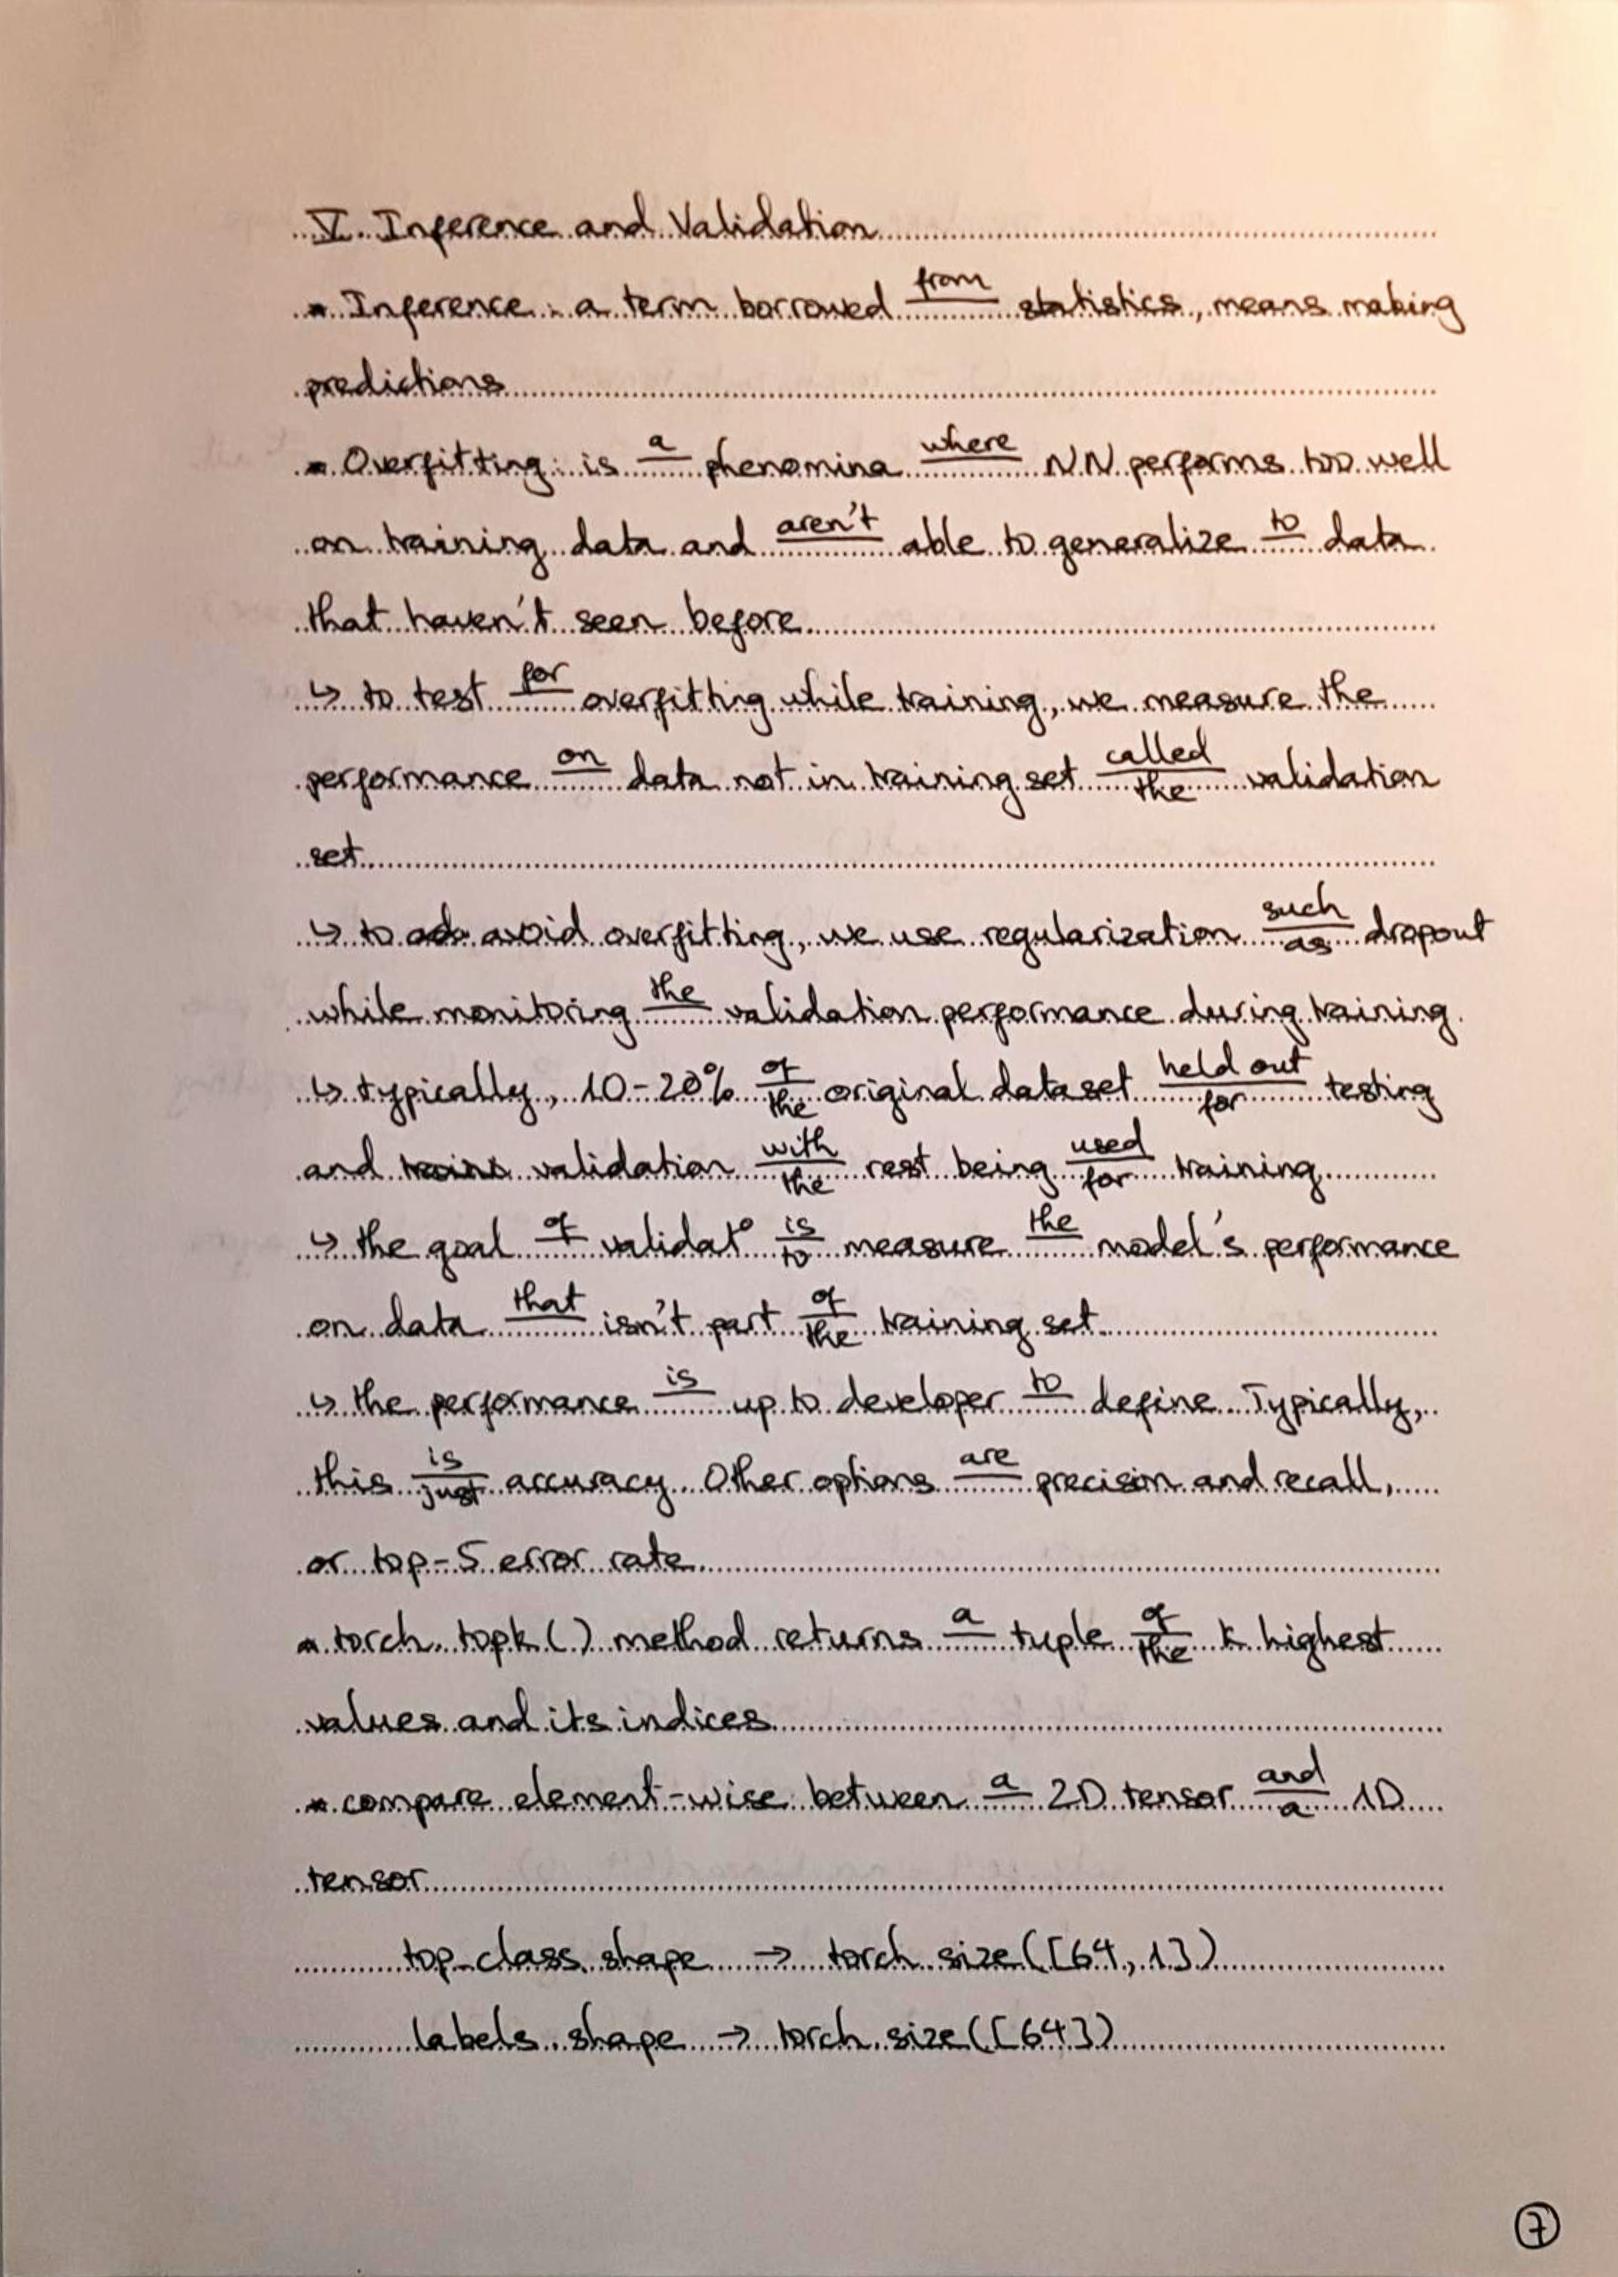 V. Inference and Validation
* Inference : a term borrowed from statistics, means making
predictions
* Overfitting : is a phenomina where NN performs too well
on training data and aren't able to generalize to data
that haven't seen before
↳ to test for overfitting while training, we measure the
performance on data not in training set called the validation
set
↳ to avoid overfitting, we use regularization such as dropout
while monitoring the validation performance during training.
↳ typically, 10-20% of the original dataset held out for testing
and validation with the rest being used for training
↳ the goal of validat° is to measure the model's performance
on data that isn't part of the training set
↳ the performance is up to developer to define. Typically,
this is just accuracy. Other options are precision and recall,
or top-5 error rate.
* torch.topk(.) method returns a tuple of the k highest
values and its indices
* compare element-wise between a 2D tensor and a 1D
tensor
top_class.shape → torch.size([64, 1])
labels.shape → torch.size([64])
7